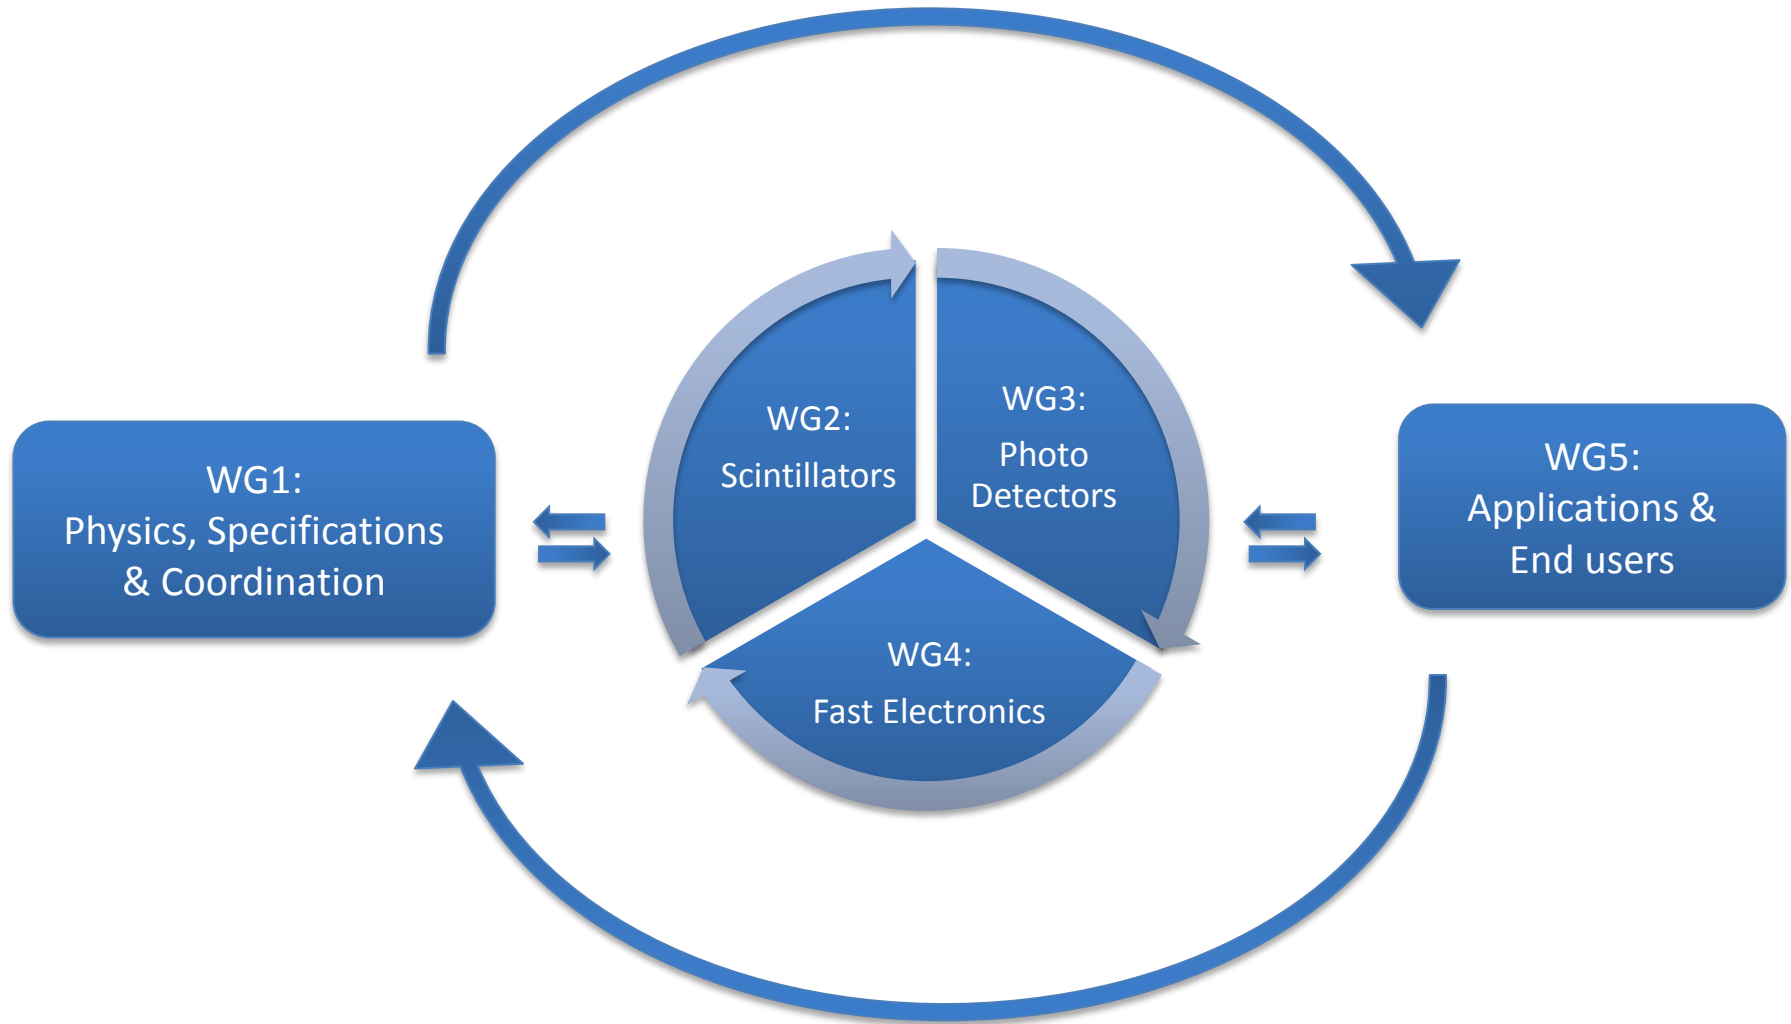 WG1:
Physics, Specifications
& Coordination
WG2:
Scintillators
WG3:
Photo
Detectors
WG4:
Fast Electronics
WG5:
Applications &
End users